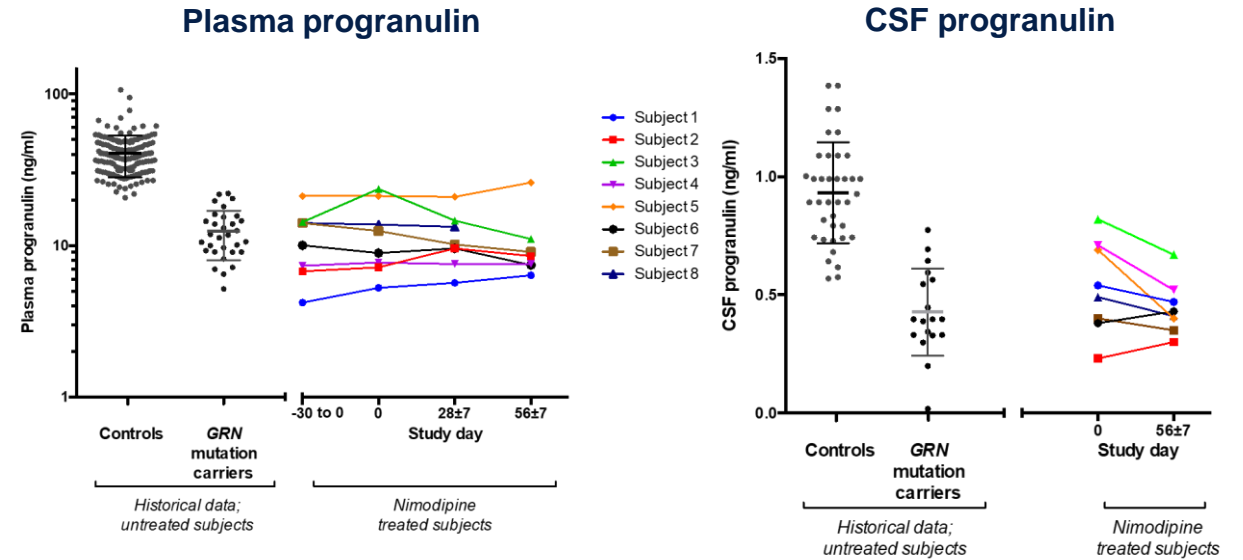 Plasma progranulin
Plasma progranulin (ng/ml)
100
10
1
Controls
GRN
mutation
carriers
-30 to 0
0
28±7
56±7
Study day
Historical data;
untreated subjects
Nimodipine
treated subjects
Subject 1
Subject 2
Subject 3
Subject 4
Subject 5
Subject 6
Subject 7
Subject 8
CSF progranulin
CSF progranulin (ng/ml)
1.5
1.0
0.5
0.0
Controls
GRN
mutation
carriers
0
56±7
Study day
Historical data;
untreated subjects
Nimodipine
treated subjects